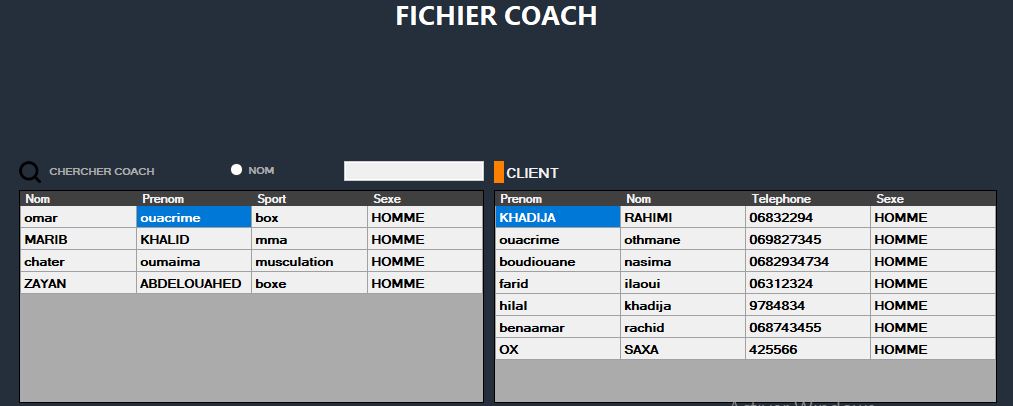 FICHIER COACH
CHERCHER COACH NOM
CLIENT
Nom Prenom Sport Sexe
omar ouacrime box HOMME
MARIB KHALID mma HOMME
chater oumaima musculation HOMME
ZAYAN ABDELOUAHED boxe HOMME
Prenom Nom Telephone Sexe
KHADIJA RAHIMI 06832294 HOMME
ouacrime othmane 069827345 HOMME
boudiouane nasima 0682934734 HOMME
farid ilaoui 06312324 HOMME
hilal khadija 9784834 HOMME
benaamar rachid 068743455 HOMME
OX SAXA 425566 HOMME
Activer Windows